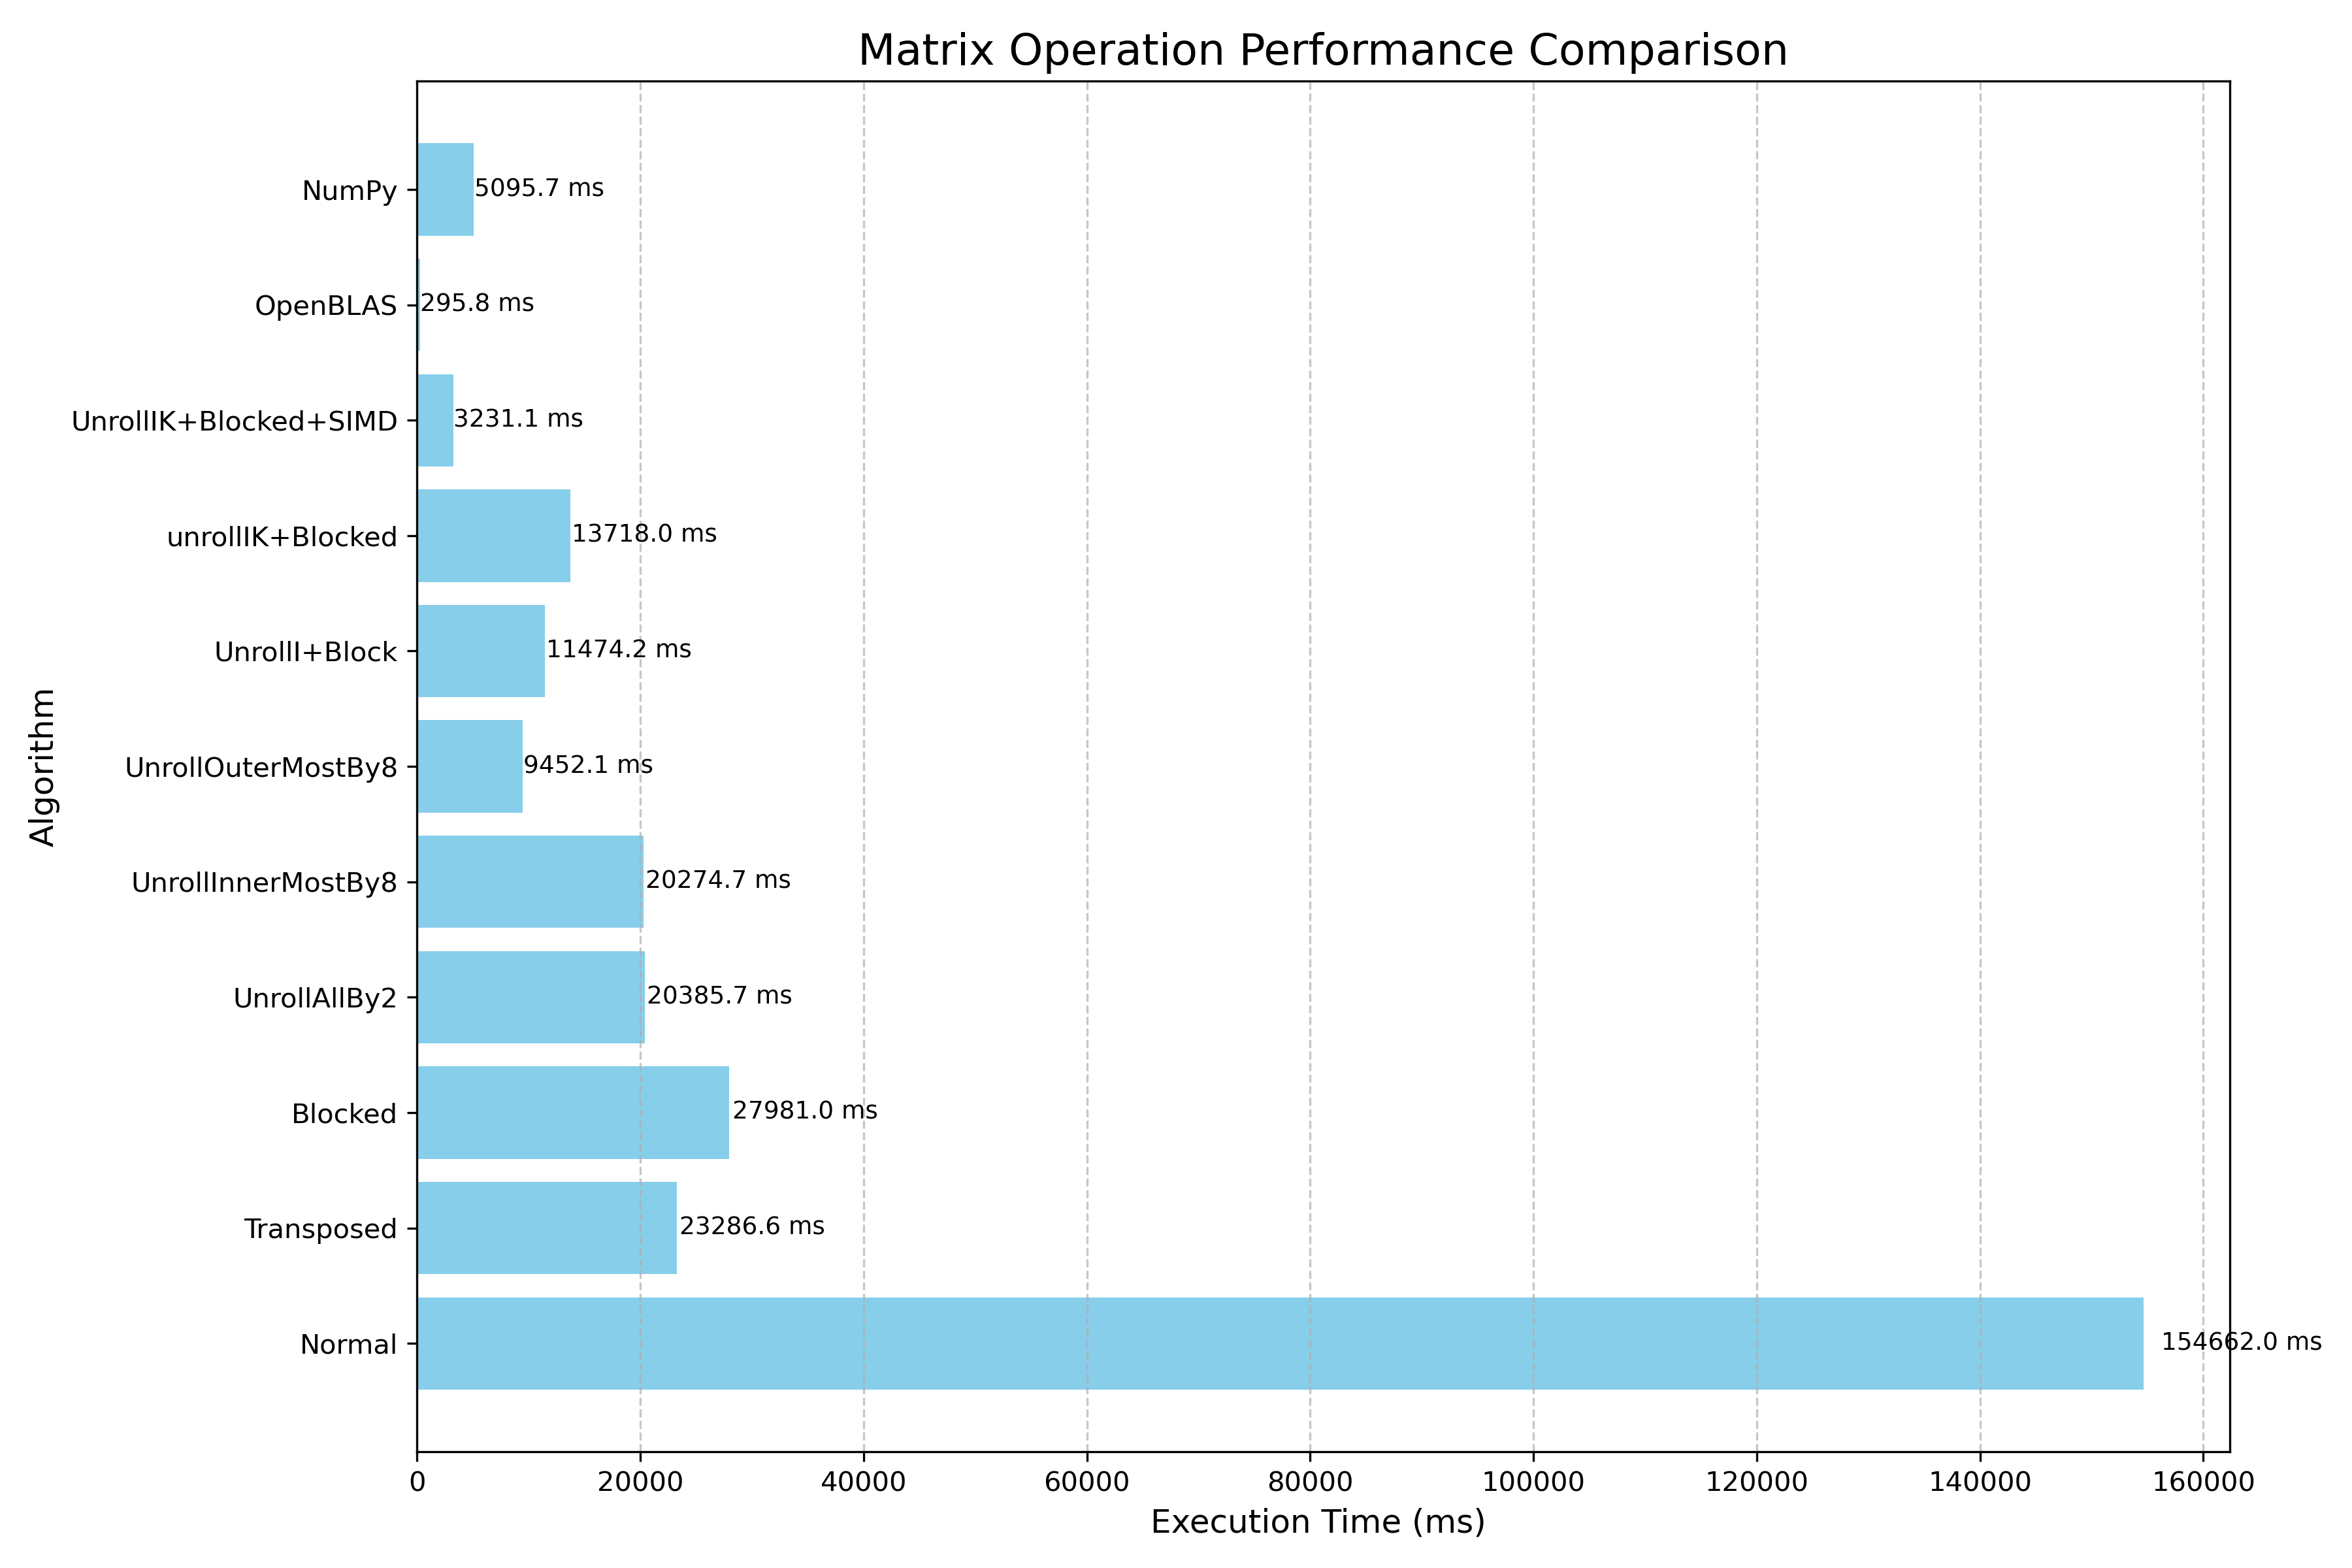 Matrix Operation Performance Comparison
Algorithm
NumPy
5095.7 ms
OpenBLAS
295.8 ms
UnrollIK+Blocked+SIMD
3231.1 ms
unrollIK+Blocked
13718.0 ms
UnrollI+Block
11474.2 ms
UnrollOuterMostBy8
9452.1 ms
UnrollInnerMostBy8
20274.7 ms
UnrollAllBy2
20385.7 ms
Blocked
27981.0 ms
Transposed
23286.6 ms
Normal
154662.0 ms
0 20000 40000 60000 80000 100000 120000 140000 160000
Execution Time (ms)